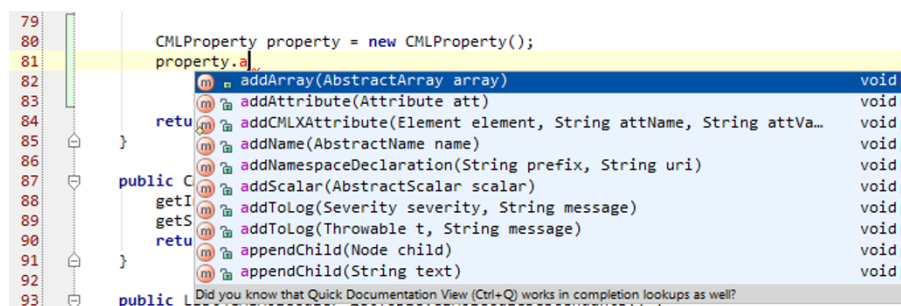 79
80 CMLProperty property = new CMLProperty();
81 property.a
82 addArray(AbstractArray array) void
83 addAttribute(Attribute att) void
84 retu addCMLXAttribute(Element element, String attName, String attVa… void
85 } addName(AbstractName name) void
86 addNamespaceDeclaration(String prefix, String uri) void
87 public C addScalar(AbstractScalar scalar) void
88 getI addToLog(Severity severity, String message) void
89 getS addToLog(Throwable t, String message) void
90 retu appendChild(Node child) void
91 } appendChild(String text) void
92 Did you know that Quick Documentation View (Ctrl+Q) works in completion lookups as well?
93 public